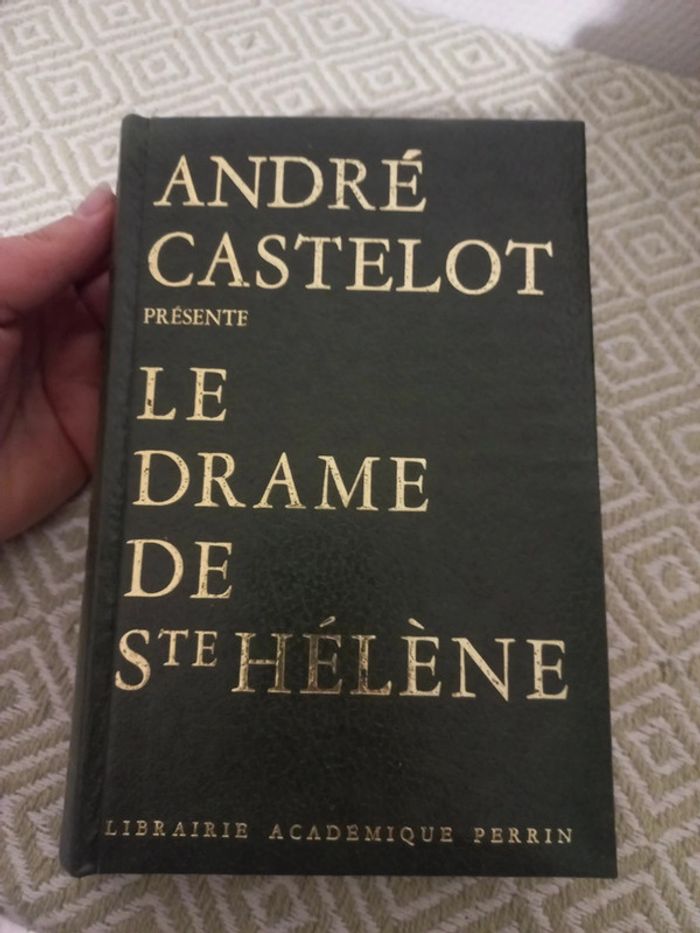 ANDRÉ
CASTELOT
PRÉSENTE
LE
DRAME
DE
STE HÉLÈNE
LIBRAIRIE ACADÉMIQUE PERRIN